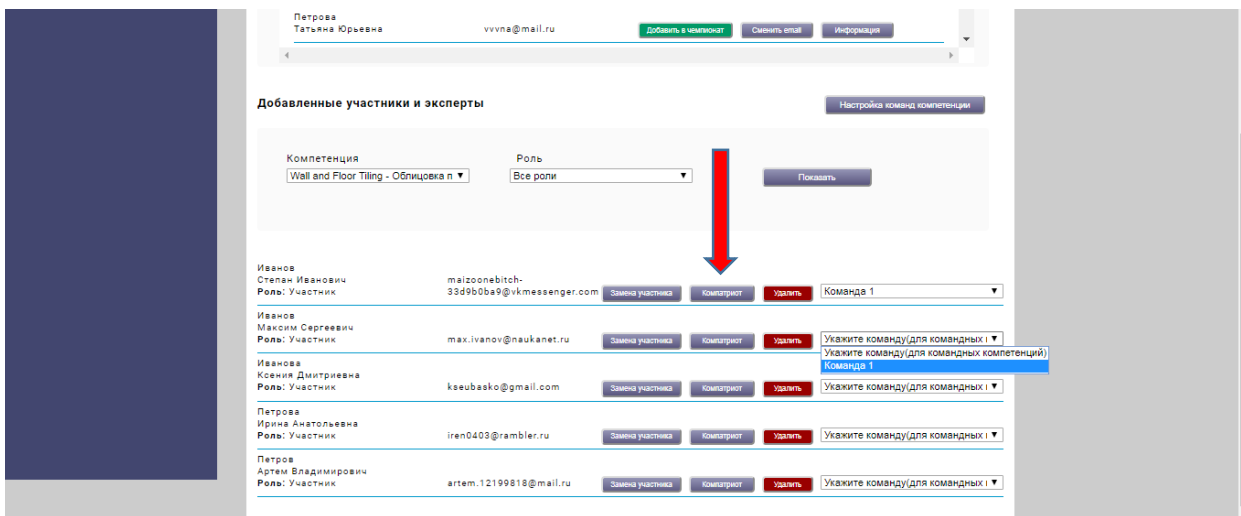 Петрова
Татьяна Юрьевна vvvna@mail.ru Добавить в чемпионат Сменить email Информация
Добавленные участники и эксперты Настройка команд компетенции
Компетенция Роль
Wall and Floor Tiling - Облицовка п Все роли Показать
Иванов
Степан Иванович maizoonebitch-
Роль: Участник 33d9b0ba9@vkmessenger.com Замена участника Компатриот Удалить Команда 1
Иванов
Максим Сергеевич
Роль: Участник max.ivanov@naukanet.ru Замена участника Компатриот Удалить Укажите команду(для командных
Укажите команду(для командных компетенций)
Команда 1
Иванова
Ксения Дмитриевна
Роль: Участник kseubasko@gmail.com Замена участника Компатриот Удалить Укажите команду(для командных
Петрова
Ирина Анатольевна
Роль: Участник iren0403@rambler.ru Замена участника Компатриот Удалить Укажите команду(для командных
Петров
Артем Владимирович
Роль: Участник artem.12199818@mail.ru Замена участника Компатриот Удалить Укажите команду(для командных